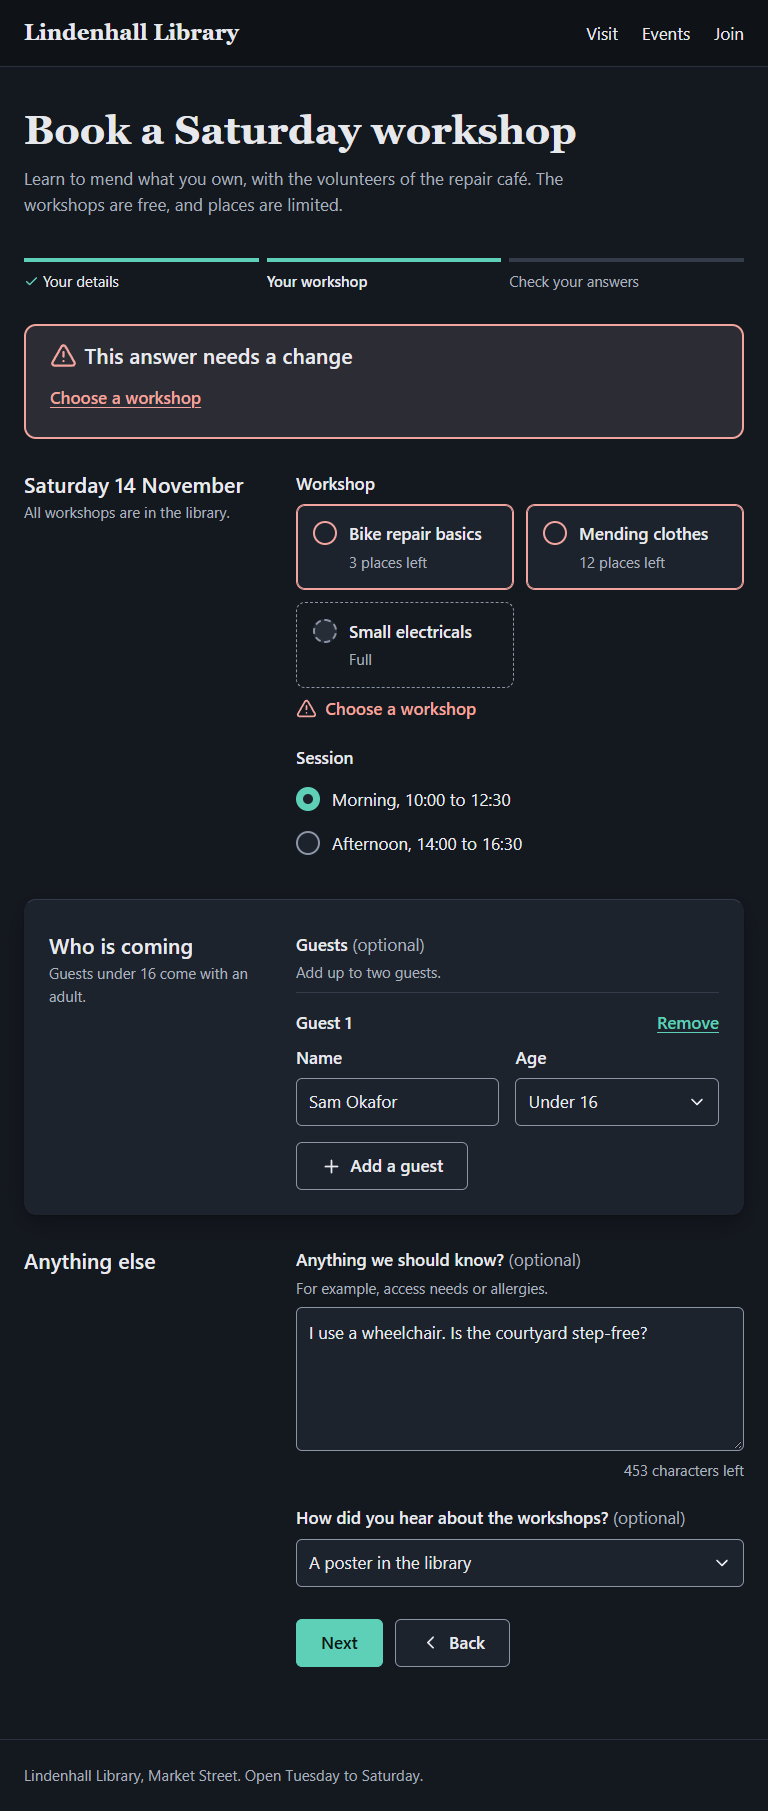 Lindenhall Library
Visit Events Join
Book a Saturday workshop
Learn to mend what you own, with the volunteers of the repair café. The
workshops are free, and places are limited.
Your details
Your workshop
Check your answers
This answer needs a change
Choose a workshop
Saturday 14 November
All workshops are in the library.
Workshop
Bike repair basics
3 places left
Mending clothes
12 places left
Small electricals
Full
Choose a workshop
Session
Morning, 10:00 to 12:30
Afternoon, 14:00 to 16:30
Who is coming
Guests under 16 come with an
adult.
Guests (optional)
Add up to two guests.
Guest 1
Remove
Name
Sam Okafor
Age
Under 16
Add a guest
Anything else
Anything we should know? (optional)
For example, access needs or allergies.
I use a wheelchair. Is the courtyard step-free?
453 characters left
How did you hear about the workshops? (optional)
A poster in the library
Next
Back
Lindenhall Library, Market Street. Open Tuesday to Saturday.